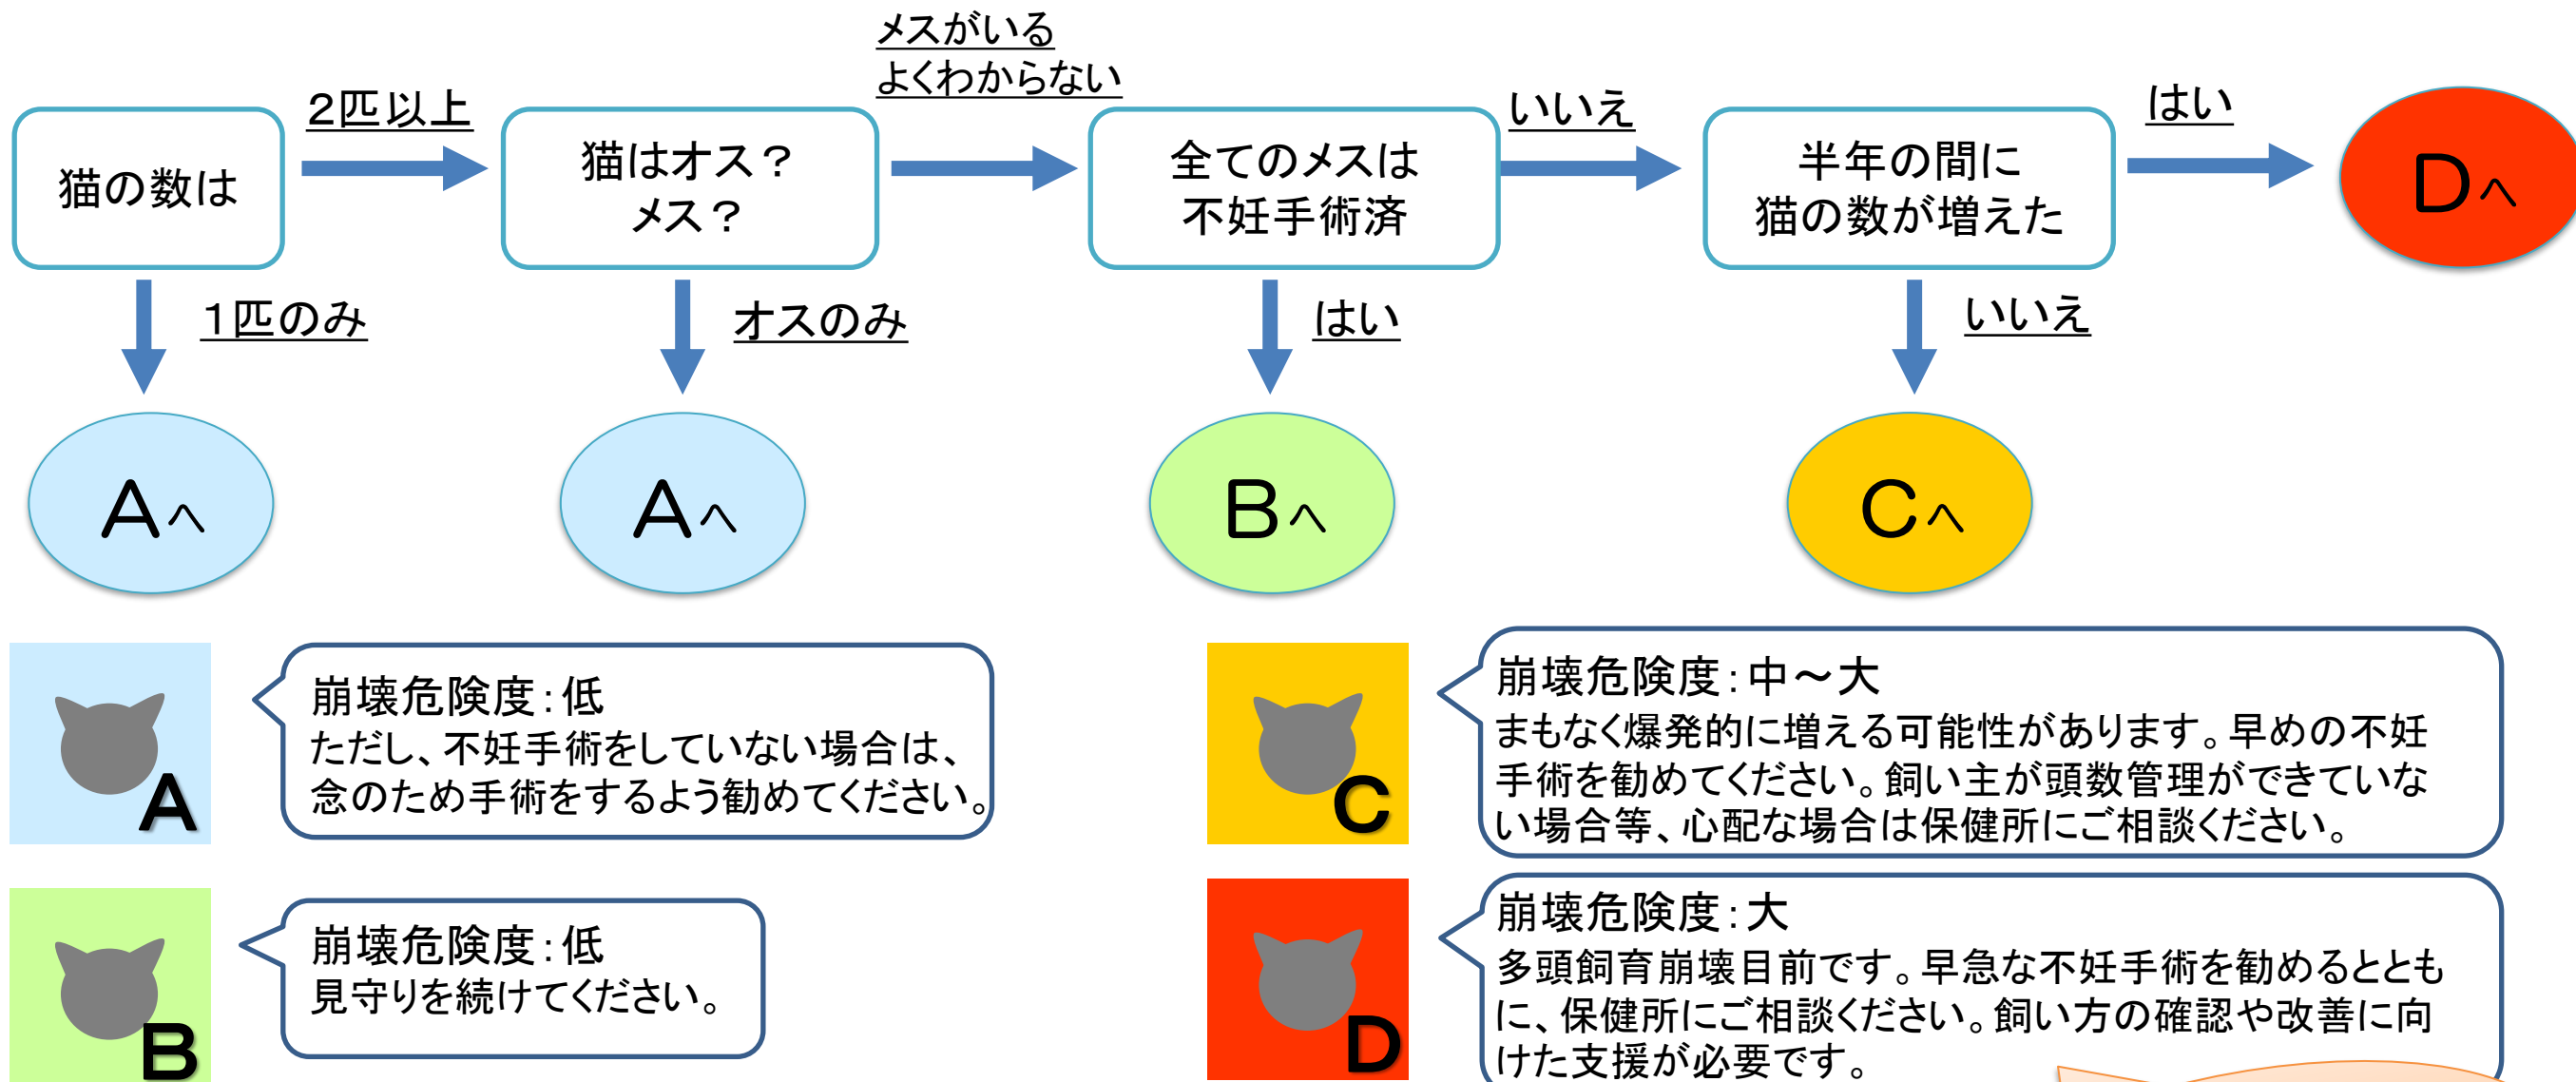 メスがいる
よくわからない
2匹以上
いいえ
はい
猫の数は
猫はオス?
メス?
全てのメスは
不妊手術済
半年の間に
猫の数が増えた
Dへ
1匹のみ
オスのみ
はい
いいえ
Aへ
Aへ
Bへ
Cへ
A
崩壊危険度:低
ただし、不妊手術をしていない場合は、
念のため手術をするよう勧めてください。
B
崩壊危険度:低
見守りを続けてください。
C
崩壊危険度:中~大
まもなく爆発的に増える可能性があります。早めの不妊
手術を勧めてください。飼い主が頭数管理ができていな
い場合等、心配な場合は保健所にご相談ください。
D
崩壊危険度:大
多頭飼育崩壊目前です。早急な不妊手術を勧めるととも
に、保健所にご相談ください。飼い方の確認や改善に向
けた支援が必要です。